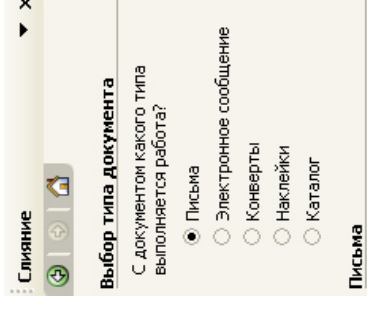 Слияние
Выбор типа документа
С документом какого типа
выполняется работа?
Письма
Электронное сообщение
Конверты
Наклейки
Каталог
Письма